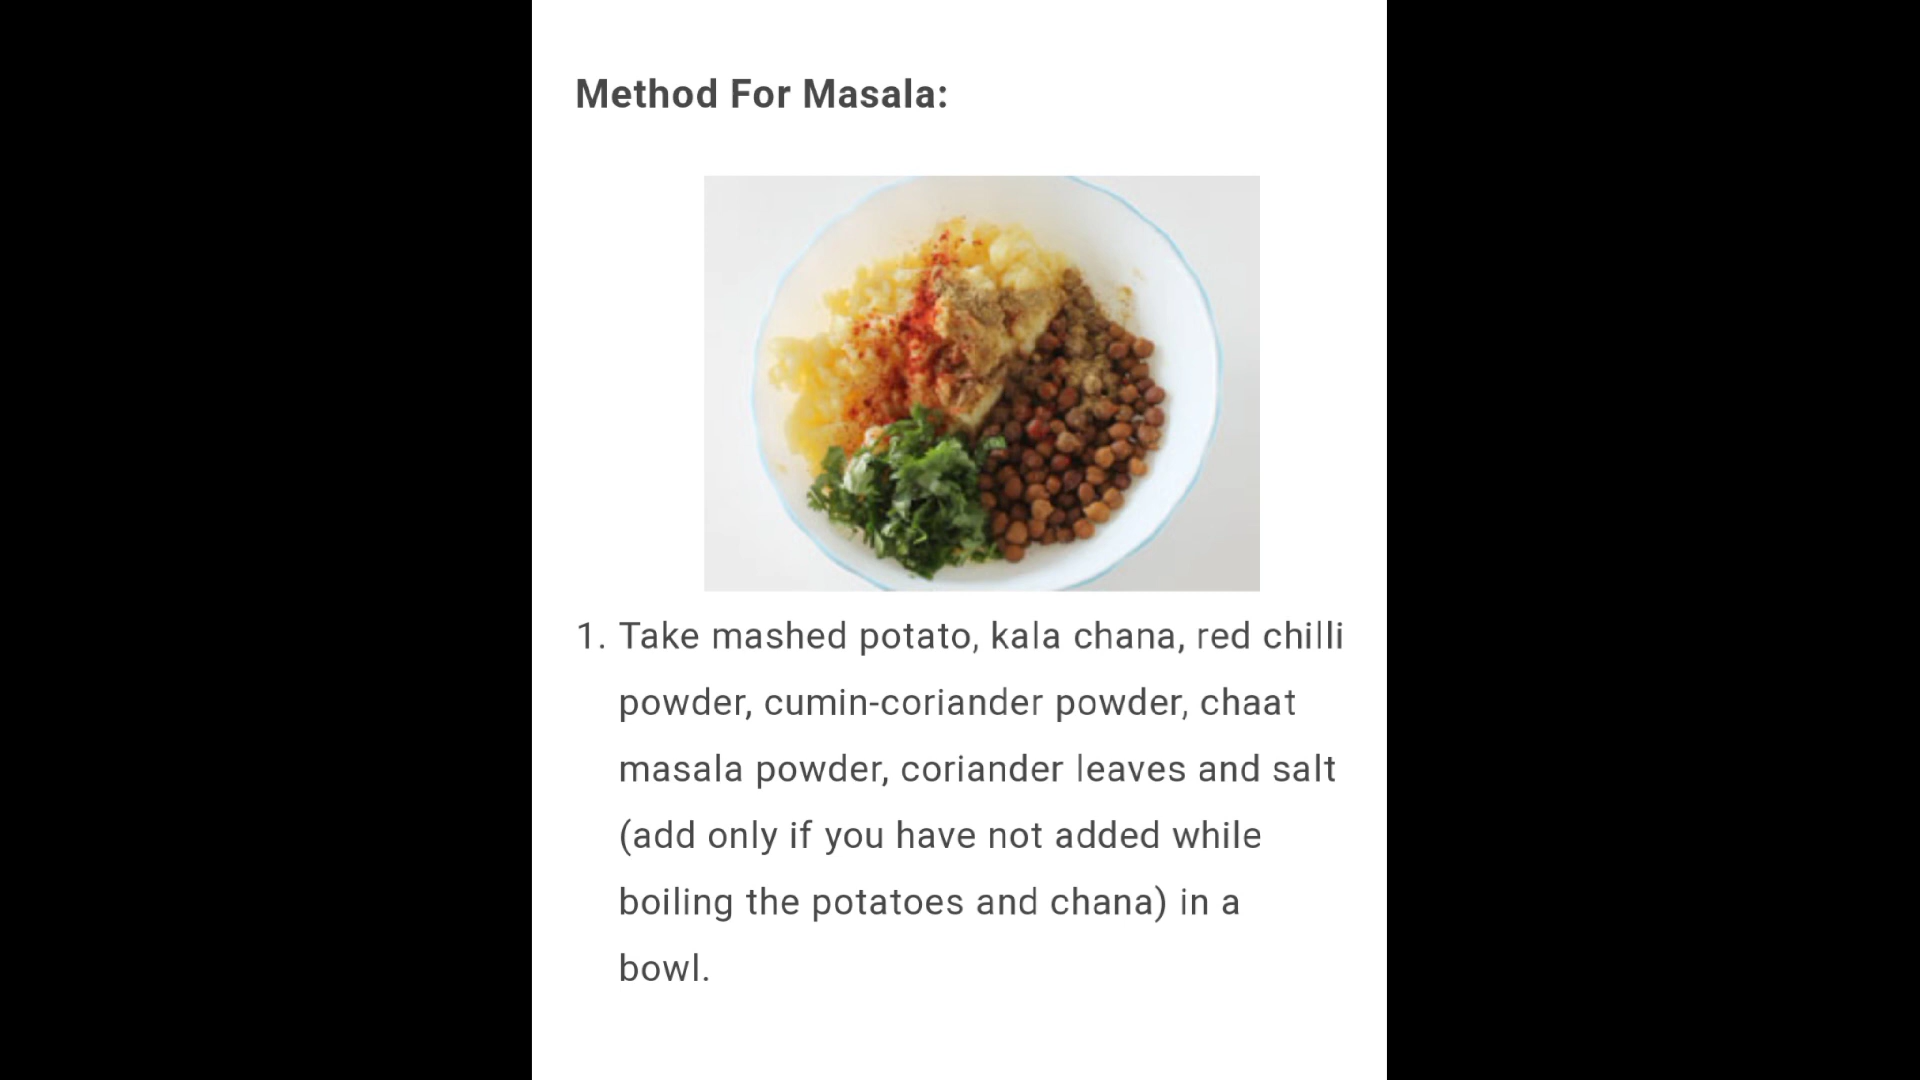 Method For Masala:
1. Take mashed potato, kala chana, red chilli
powder, cumin-coriander powder, chaat
masala powder, coriander leaves and salt
(add only if you have not added while
boiling the potatoes and chana) in a
bowl.